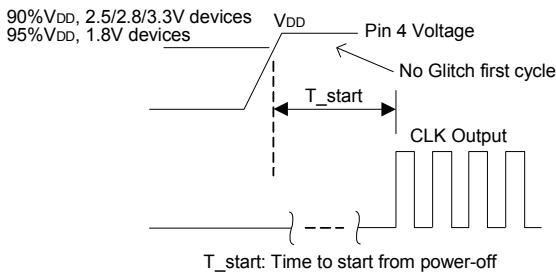 90%VDD, 2.5/2.8/3.3V devices
95%VDD, 1.8V devices
VDD
Pin 4 Voltage
No Glitch first cycle
T_start
CLK Output
T_start: Time to start from power-off